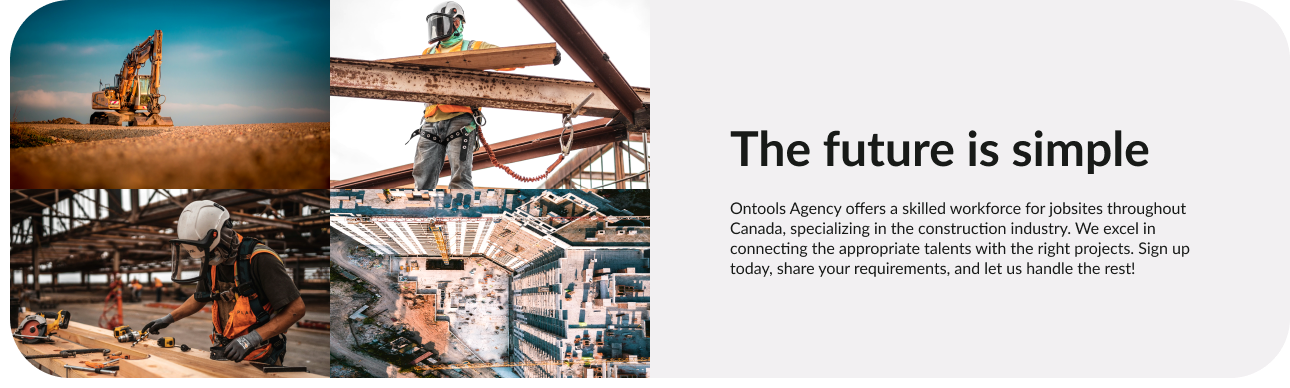 The future is simple
Ontools Agency offers a skilled workforce for jobsites throughout
Canada, specializing in the construction industry. We excel in
connecting the appropriate talents with the right projects. Sign up
today, share your requirements, and let us handle the rest!